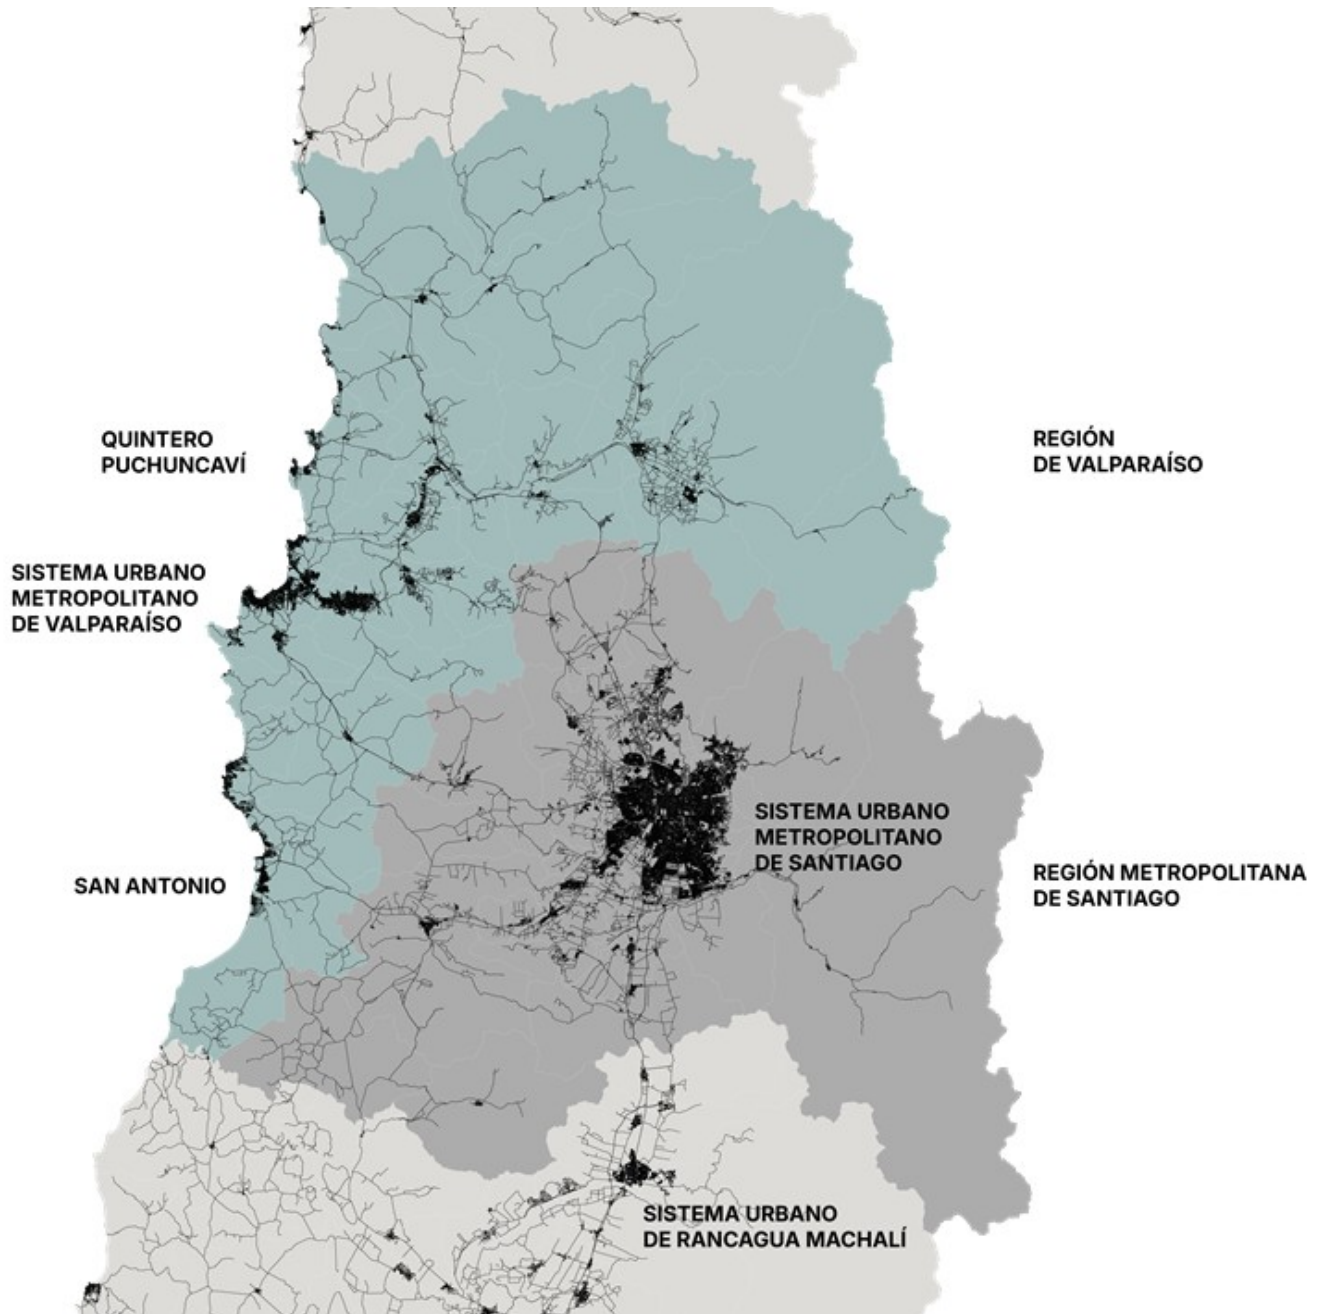 QUINTERO
PUCHUNCAVÍ
REGIÓN
DE VALPARAÍSO
SISTEMA URBANO
METROPOLITANO
DE VALPARAÍSO
SISTEMA URBANO
METROPOLITANO
DE SANTIAGO
SAN ANTONIO
REGIÓN METROPOLITANA
DE SANTIAGO
SISTEMA URBANO
DE RANCAGUA MACHALÍ